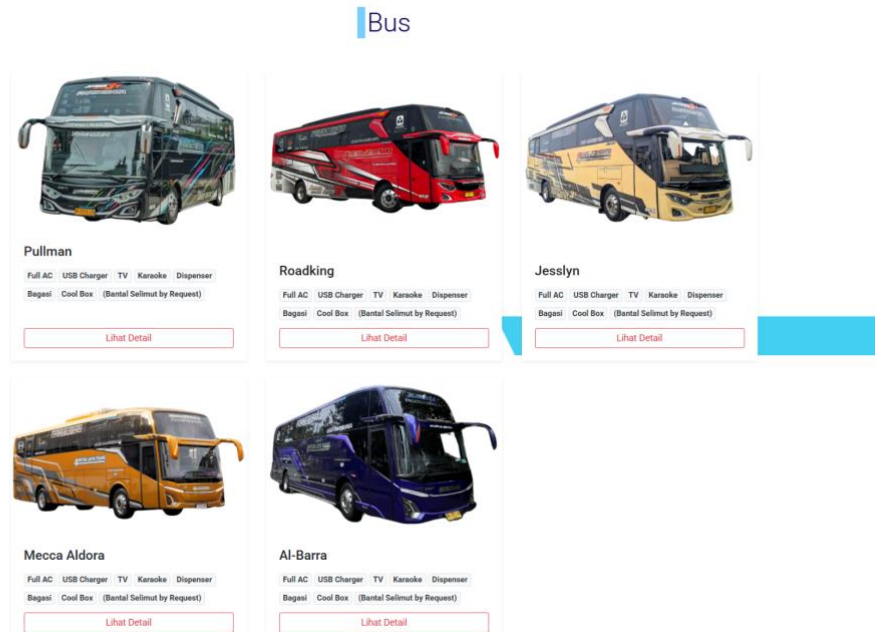 Bus
Pullman
Full AC USB Charger TV Karaoke Dispenser
Bagasi Cool Box (Bantal Selimut by Request)
Lihat Detail
Roadking
Full AC USB Charger TV Karaoke Dispenser
Bagasi Cool Box (Bantal Selimut by Request)
Lihat Detail
Jesslyn
Full AC USB Charger TV Karaoke Dispenser
Bagasi Cool Box (Bantal Selimut by Request)
Lihat Detail
Mecca Aldora
Full AC USB Charger TV Karaoke Dispenser
Bagasi Cool Box (Bantal Selimut by Request)
Lihat Detail
Al-Barra
Full AC USB Charger TV Karaoke Dispenser
Bagasi Cool Box (Bantal Selimut by Request)
Lihat Detail